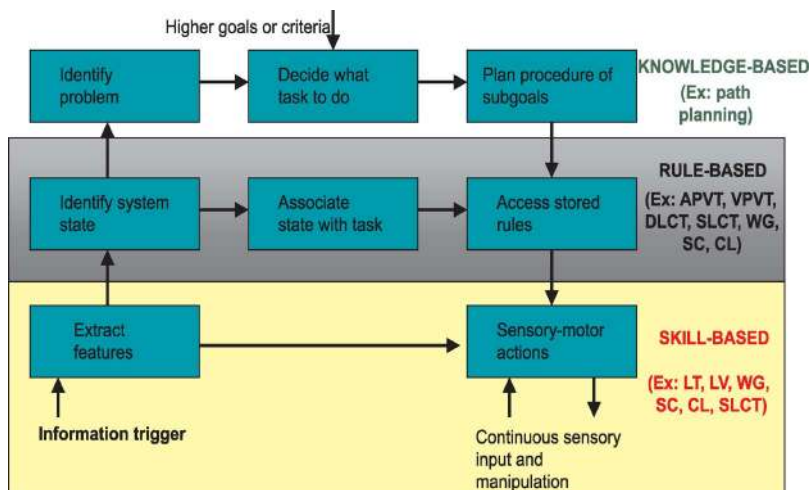 Higher goals or criteria
Identify
problem
Decide what
task to do
Plan procedure of
subgoals
KNOWLEDGE-BASED
(Ex: path
planning)
Identify system
state
Associate
state with task
Access stored
rules
RULE-BASED
(Ex: APVT, VPVT,
DLCT, SLCT, WG,
SC, CL)
Extract
features
Sensory-motor
actions
SKILL-BASED
(Ex: LT, LV, WG,
SC, CL, SLCT)
Information trigger
Continuous sensory
input and
manipulation